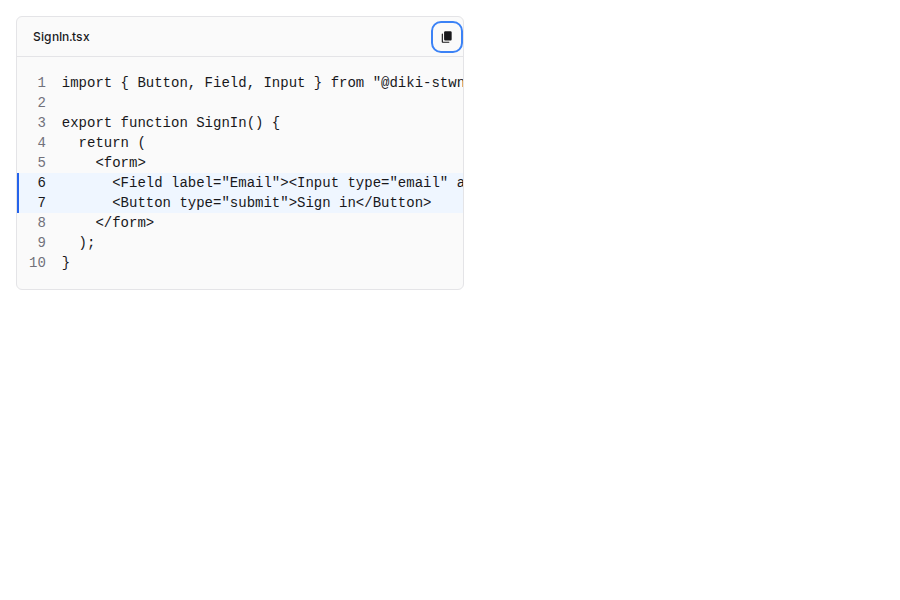 SignIn.tsx
1 import { Button, Field, Input } from "@diki-stwn
2
3 export function SignIn() {
4   return (
5     <form>
6       <Field label="Email"><Input type="email" a
7       <Button type="submit">Sign in</Button>
8     </form>
9   );
10 }